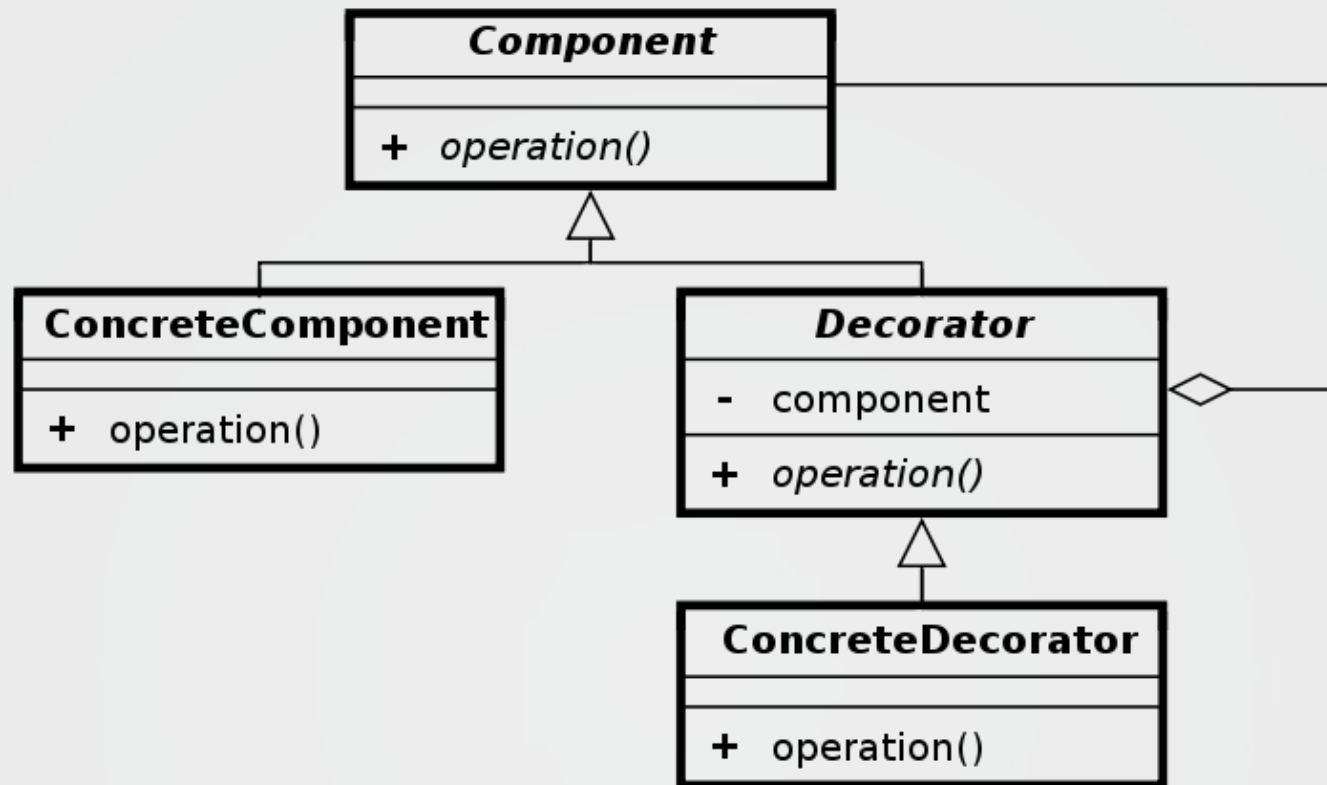 Component
+ operation()
ConcreteComponent
+ operation()
Decorator
- component
+ operation()
ConcreteDecorator
+ operation()